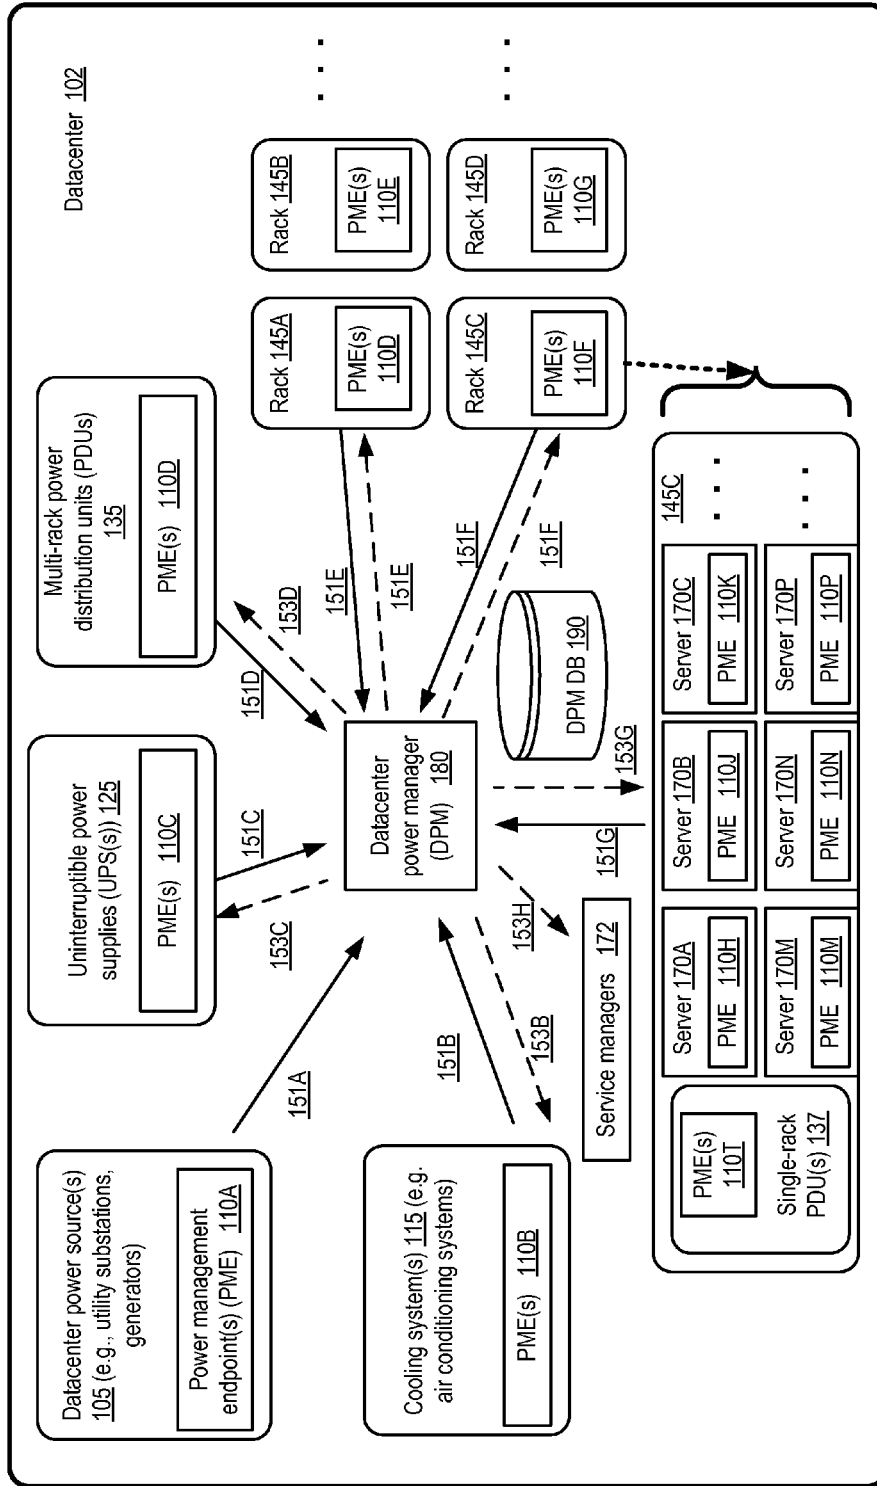 Datacenter 102
Datacenter power source(s)
105 (e.g., utility substations,
generators)
Power management
endpoint(s) (PME) 110A
Uninterruptible power
supplies (UPS(s)) 125
PME(s) 110C
Multi-rack power
distribution units (PDUs)
135
PME(s) 110D
151A
153C
151C
151D
153D
Rack 145A
PME(s)
110D
Rack 145B
PME(s)
110E
. . .
151E
151E
Cooling system(s) 115 (e.g.
air conditioning systems)
PME(s) 110B
151B
153B
Datacenter
power manager
(DPM) 180
151F
151F
Rack 145C
PME(s)
110F
Rack 145D
PME(s)
110G
. . .
DPM DB 190
153H
Service managers 172
151G
153G
145C
PME(s)
110T
Single-rack
PDU(s) 137
Server 170A
PME 110H
Server 170B
PME 110J
Server 170C
PME 110K
. . .
Server 170M
PME 110M
Server 170N
PME 110N
Server 170P
PME 110P
. . .